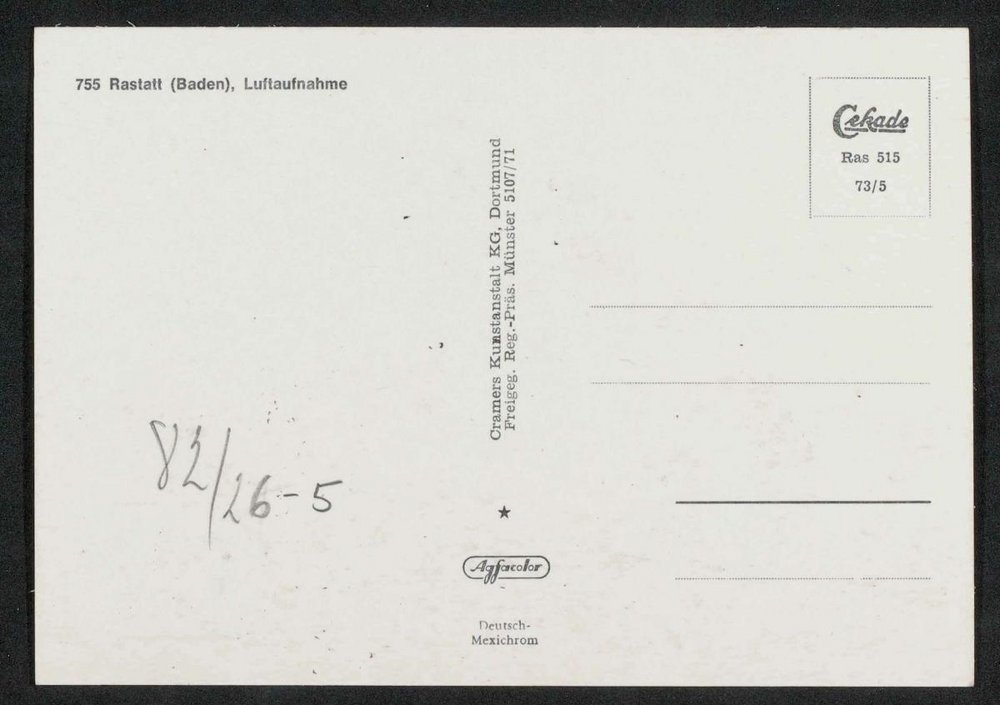 755 Rastatt (Baden), Luftaufnahme
Cekade
Ras 515
73/5
Cramers Kunstanstalt KG, Dortmund
Freigeg. Reg.-Präs. Münster 5107/71
82/26-5
Agfacolor
Deutsch-
Mexichrom